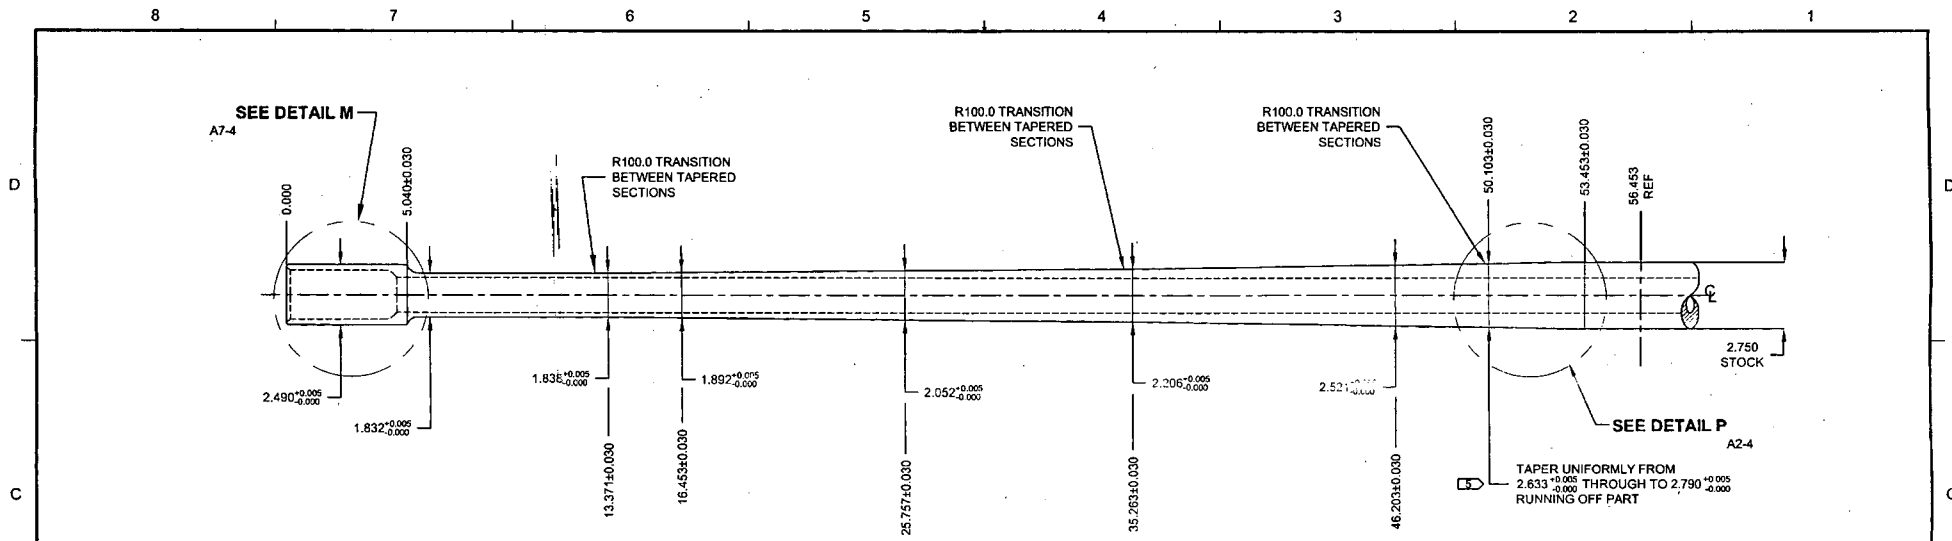 8 7 6 5 4 3 2 1
D
D
C
SEE DETAIL M
A7-4
R100.0 TRANSITION
BETWEEN TAPERED
SECTIONS
R100.0 TRANSITION
BETWEEN TAPERED
SECTIONS
R100.0 TRANSITION
BETWEEN TAPERED
SECTIONS
0.000
5.040±0.030
50.103±0.030
53.453±0.030
56.453
REF
2.490 +0.005 -0.000
1.832 +0.005 -0.000
+0.005 -0.000
1.892 +0.005 -0.000
2.052 +0.005 -0.000
2.206 +0.005 -0.000
2.521
13.371±0.030
16.453±0.030
25.757±0.030
35.263±0.030
46.203±0.030
2.750
STOCK
SEE DETAIL P
A2-4
5
TAPER UNIFORMLY FROM
2.633 +0.005 -0.000 THROUGH TO 2.790 +0.005 -0.000
RUNNING OFF PART